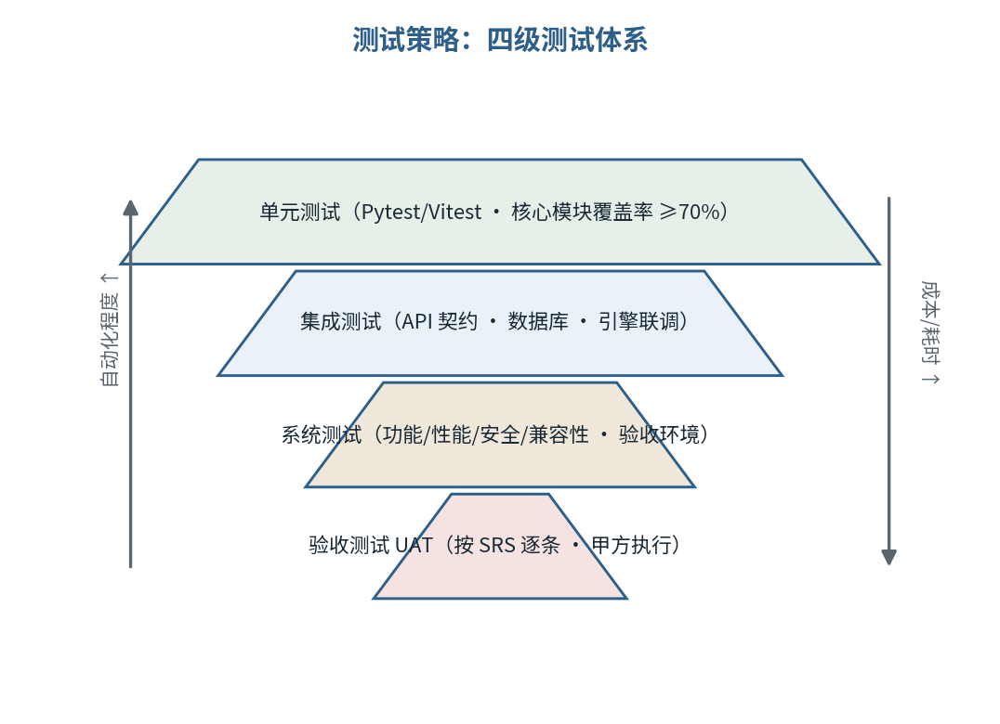 测试策略：四级测试体系
单元测试（Pytest/Vitest · 核心模块覆盖率 ≥70%）
自动化程度 ↑
成本/耗时 ↑
集成测试（API 契约 · 数据库 · 引擎联调）
系统测试（功能/性能/安全/兼容性 · 验收环境）
验收测试 UAT（按 SRS 逐条 · 甲方执行）